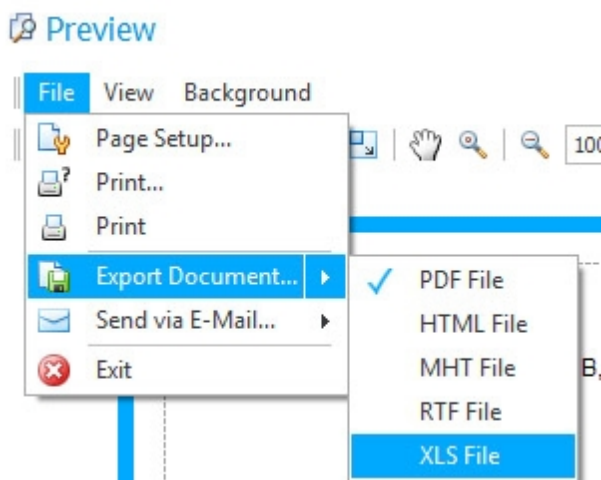 Preview
File View Background
Page Setup...
Print...
Print
Export Document...
Send via E-Mail...
Exit
100
PDF File
HTML File
MHT File
B,
RTF File
XLS File